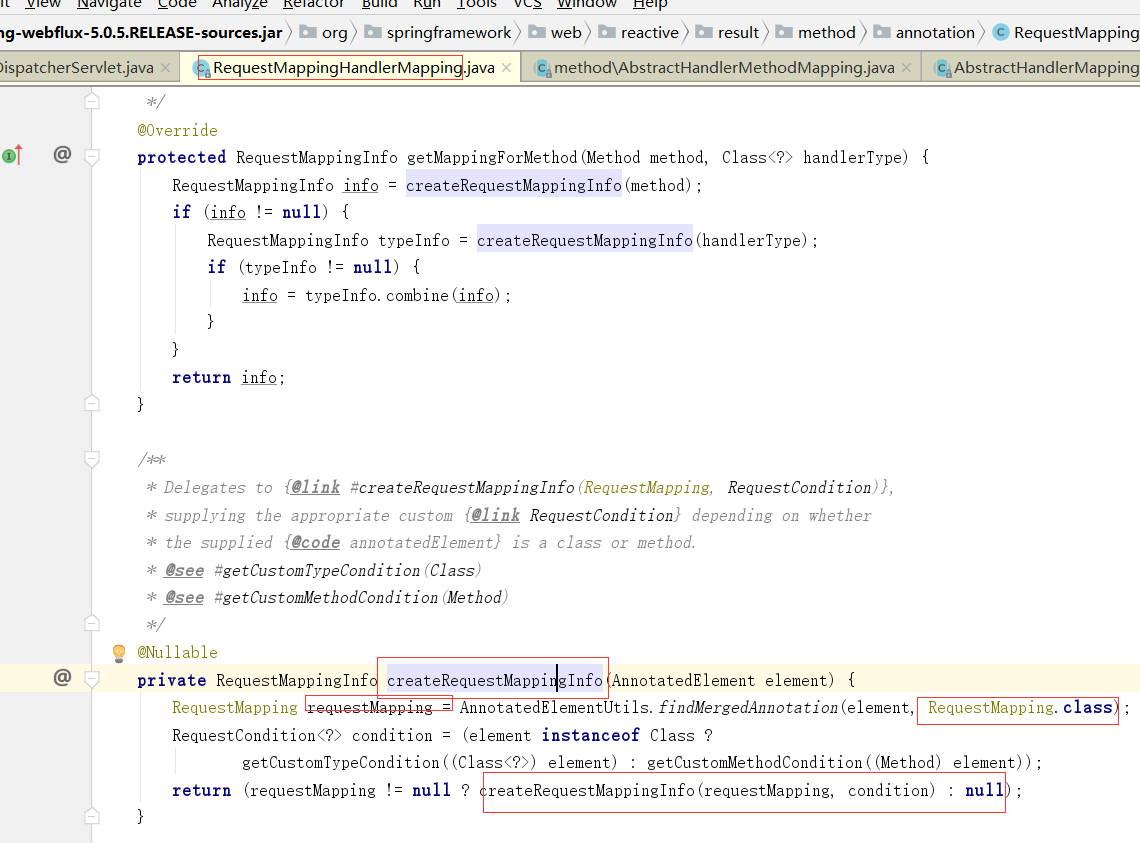 View Navigate Code Analyze Refactor Build Run Tools VCS Window Help
ng-webflux-5.0.5.RELEASE-sources.jar org springframework web reactive result method annotation RequestMapping
DispatcherServlet.java RequestMappingHandlerMapping.java method\AbstractHandlerMethodMapping.java AbstractHandlerMapping
*/
@Override
protected RequestMappingInfo getMappingForMethod(Method method, Class<?> handlerType) {
RequestMappingInfo info = createRequestMappingInfo(method);
if (info != null) {
RequestMappingInfo typeInfo = createRequestMappingInfo(handlerType);
if (typeInfo != null) {
info = typeInfo.combine(info);
}
}
return info;
}
/**
* Delegates to {@link #createRequestMappingInfo(RequestMapping, RequestCondition)},
* supplying the appropriate custom {@link RequestCondition} depending on whether
* the supplied {@code annotatedElement} is a class or method.
* @see #getCustomTypeCondition(Class)
* @see #getCustomMethodCondition(Method)
*/
@Nullable
private RequestMappingInfo createRequestMappingInfo(AnnotatedElement element) {
RequestMapping requestMapping = AnnotatedElementUtils.findMergedAnnotation(element, RequestMapping.class);
RequestCondition<?> condition = (element instanceof Class ?
getCustomTypeCondition((Class<?>) element) : getCustomMethodCondition((Method) element));
return (requestMapping != null ? createRequestMappingInfo(requestMapping, condition) : null);
}